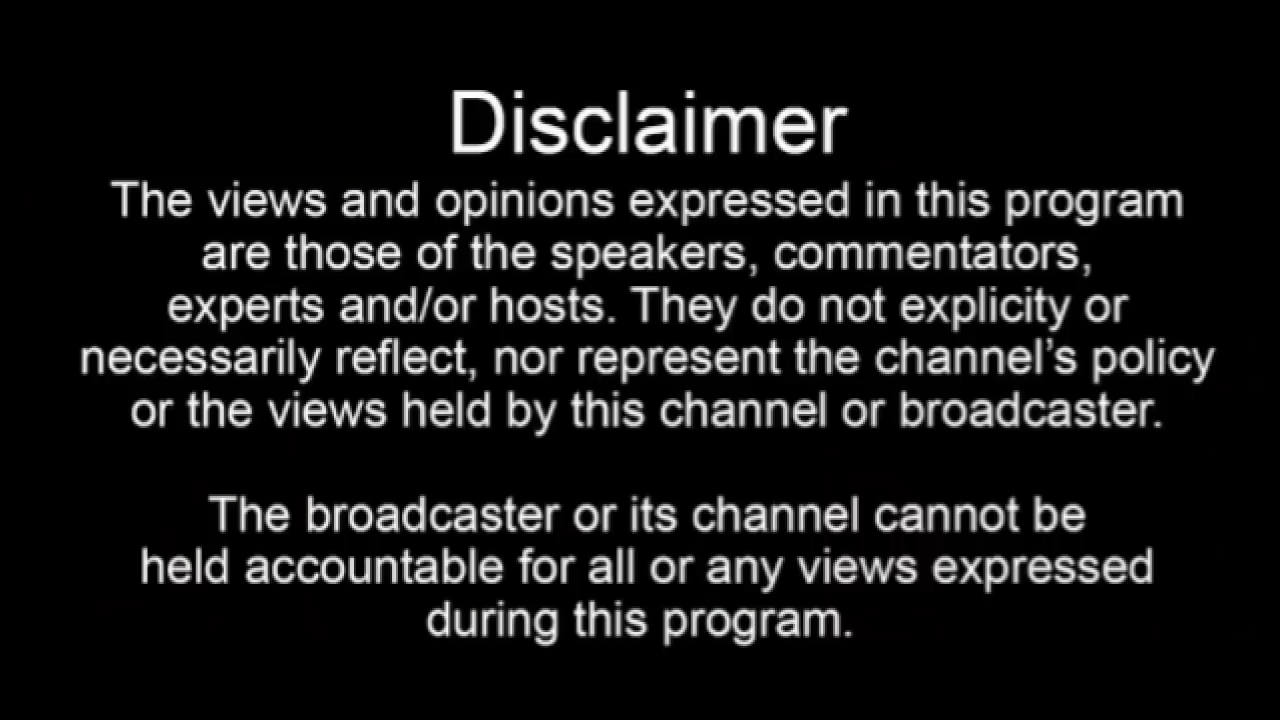 Disclaimer
The views and opinions expressed in this program
are those of the speakers, commentators,
experts and/or hosts. They do not explicity or
necessarily reflect, nor represent the channel’s policy
or the views held by this channel or broadcaster.
The broadcaster or its channel cannot be
held accountable for all or any views expressed
during this program.